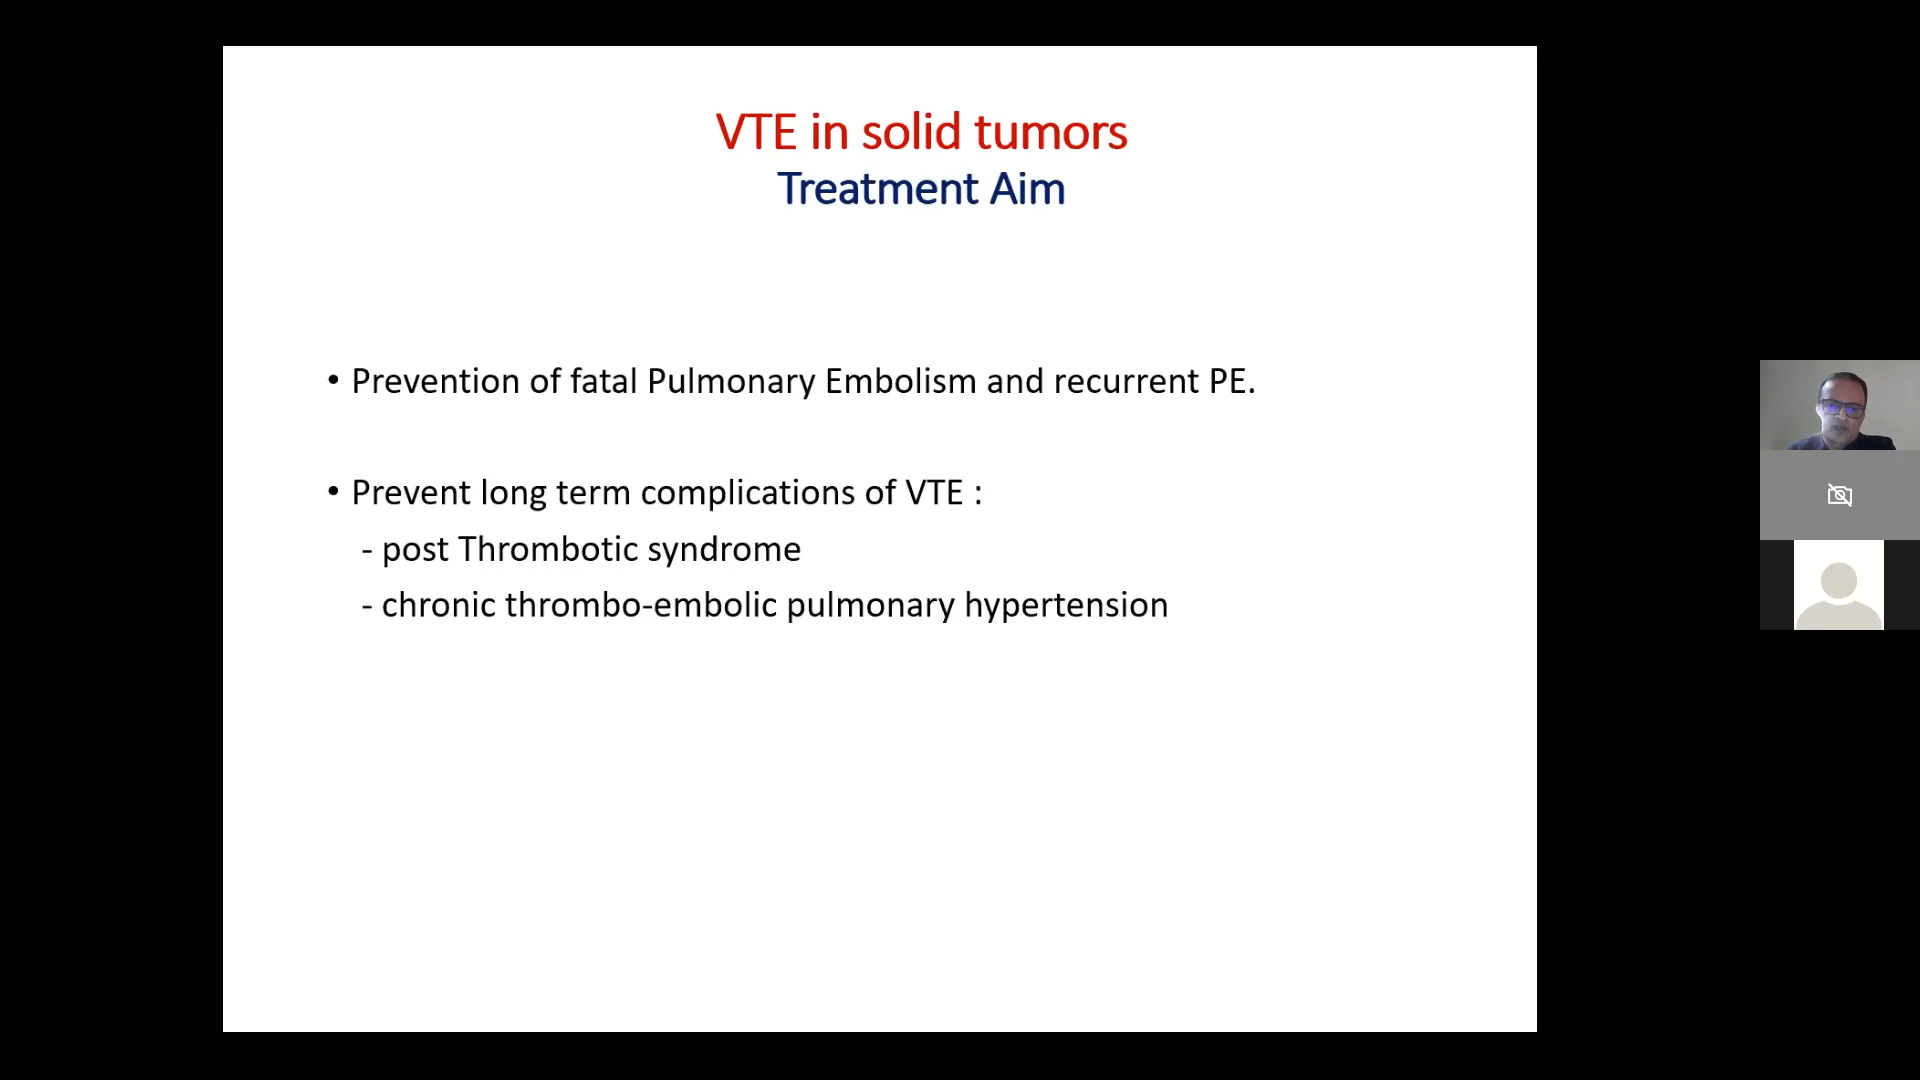 VTE in solid tumors
Treatment Aim
• Prevention of fatal Pulmonary Embolism and recurrent PE.
• Prevent long term complications of VTE :
- post Thrombotic syndrome
- chronic thrombo-embolic pulmonary hypertension